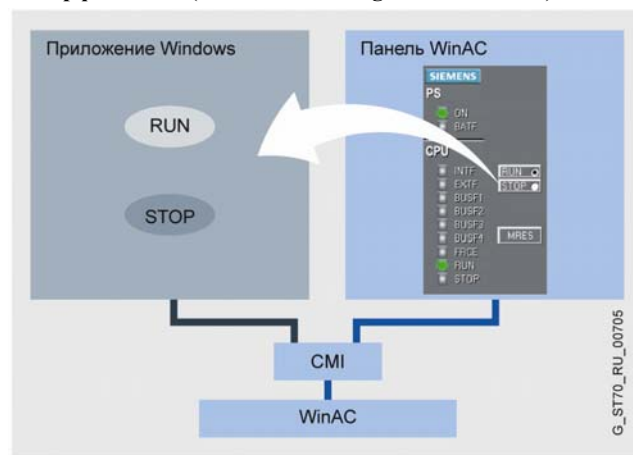 Приложение Windows
RUN
STOP
Панель WinAC
SIEMENS
PS
ON
BATF
CPU
INTF
EXTF
BUSF1
BUSF2
BUSF3
BUSF4
FRCE
RUN
STOP
RUN
STOP
MRES
CMI
WinAC
G_ST70_RU_00705